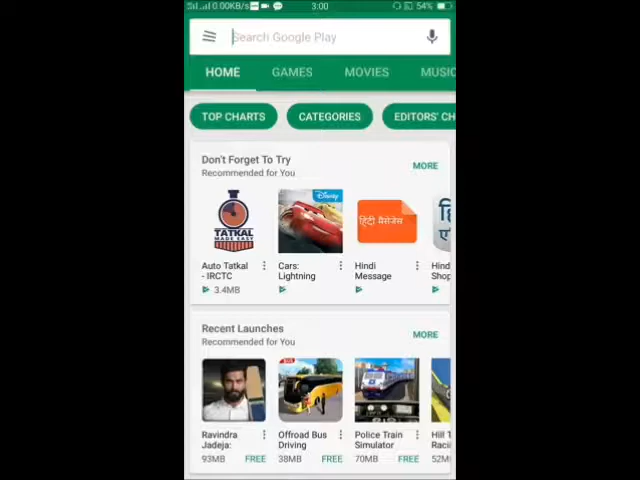 0.00KB/s 3:00 54%
Search Google Play
HOME GAMES MOVIES MUSIC
TOP CHARTS CATEGORIES EDITORS' CH
Don't Forget To Try
Recommended for You
MORE
TATKAL
MADE EASY
Disney
हिंदी मैसेजेस
Auto Tatkal
- IRCTC
3.4MB
Cars:
Lightning
Hindi
Message
Hind
Shop
Recent Launches
Recommended for You
MORE
Ravindra
Jadeja:
93MB FREE
Offroad Bus
Driving
38MB FREE
Police Train
Simulator
70MB FREE
Hill T
Raci
52M